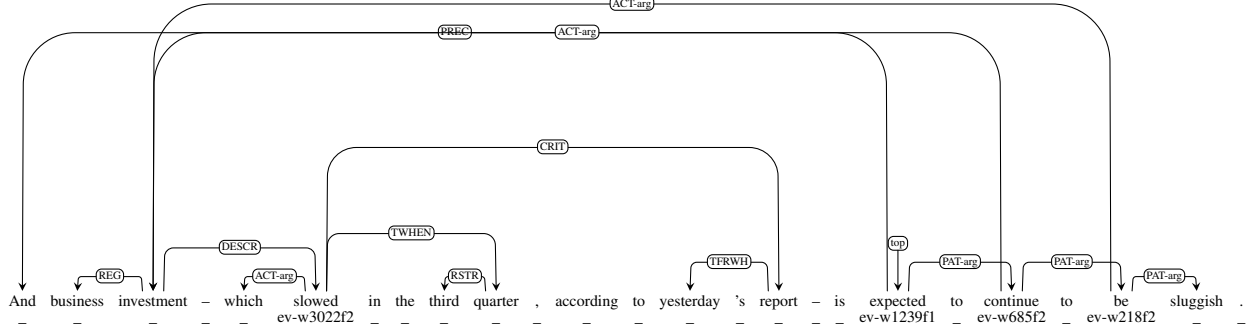 ACT-arg
PREC ACT-arg
CRIT
TWHEN
DESCR top
TFRWH PAT-arg PAT-arg
REG ACT-arg RSTR PAT-arg
And business investment – which slowed in the third quarter , according to yesterday 's report – is expected to continue to be sluggish .
_ _ _ _ _ ev-w3022f2 _ _ _ _ _ _ _ _ _ _ _ _ ev-w1239f1 _ ev-w685f2 _ ev-w218f2 _ _